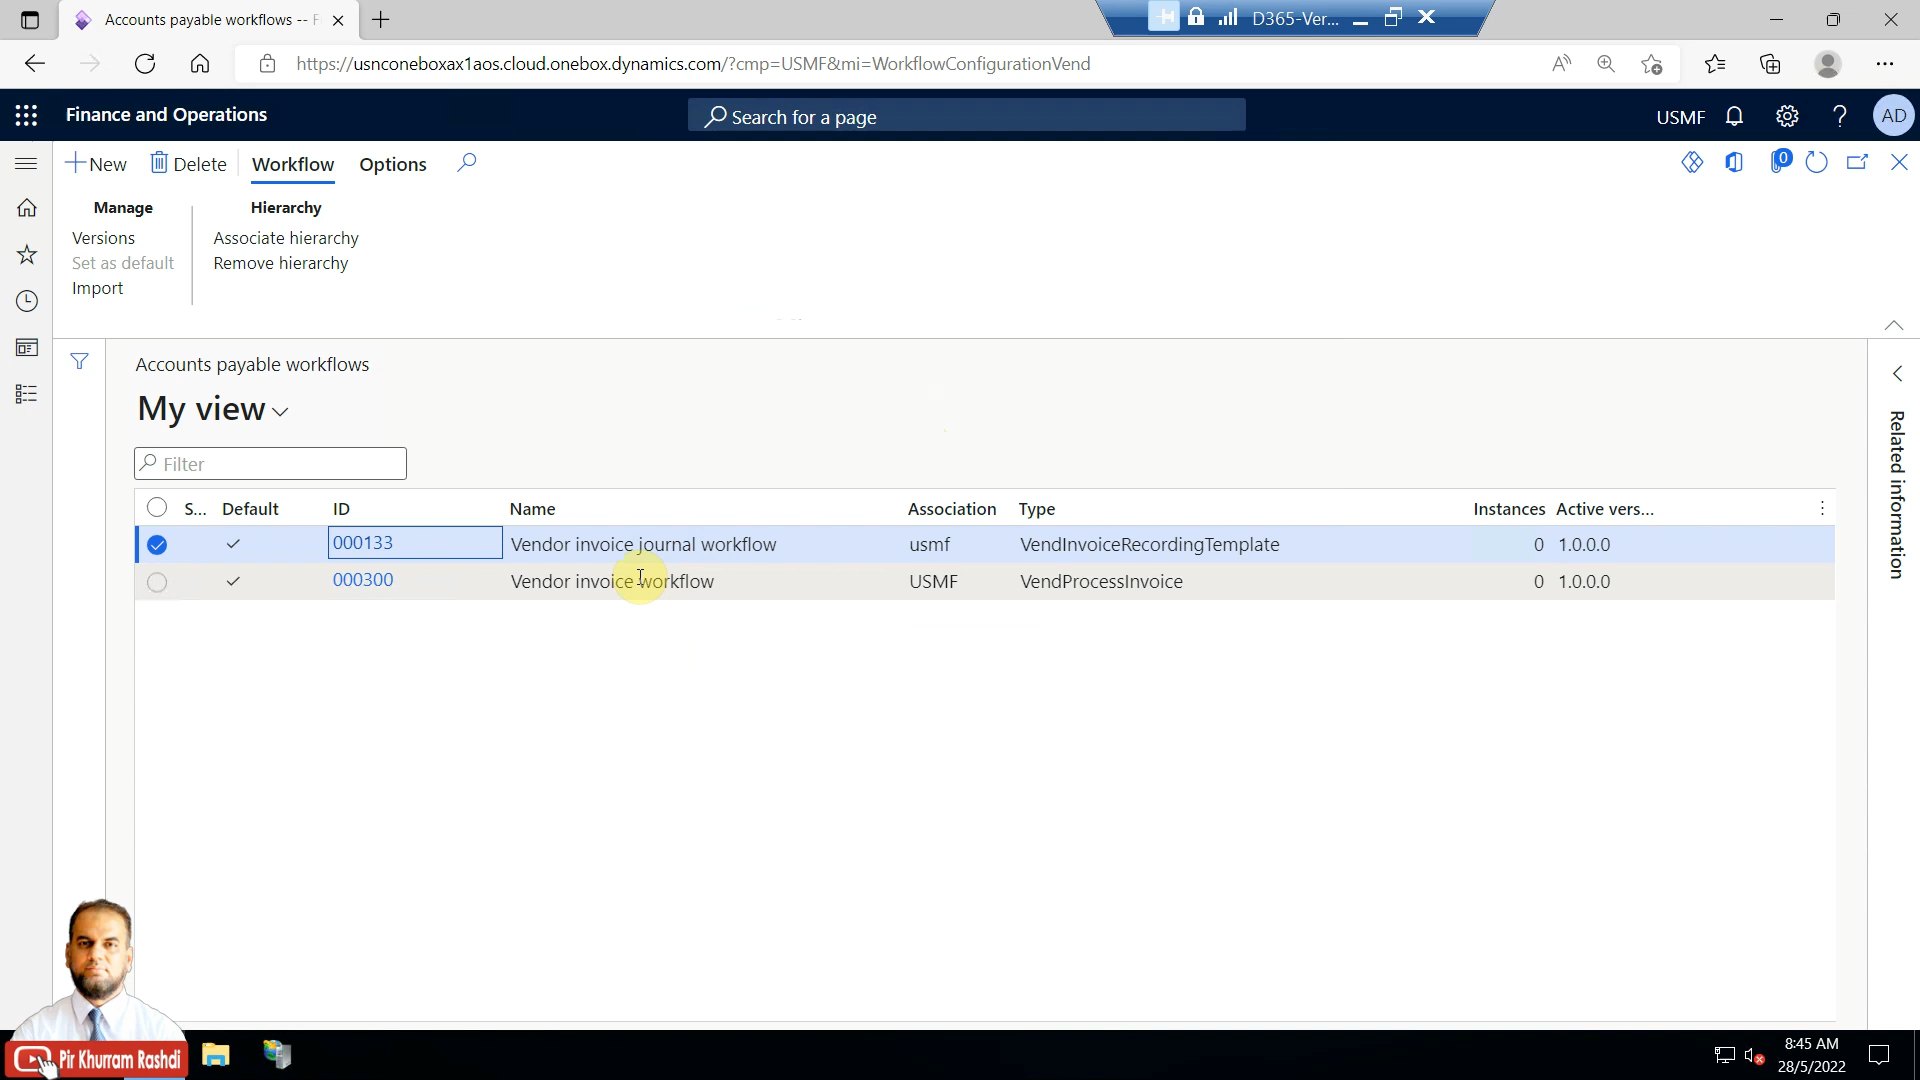 Accounts payable workflows -- F
D365-Ver...
https://usnconeboxax1aos.cloud.onebox.dynamics.com/?cmp=USMF&mi=WorkflowConfigurationVend
Finance and Operations
Search for a page
USMF
AD
New
Delete
Workflow
Options
0
Manage
Hierarchy
Versions
Associate hierarchy
Set as default
Remove hierarchy
Import
Accounts payable workflows
My view
Filter
Related information
S... Default ID Name Association Type Instances Active vers...
000133 Vendor invoice journal workflow usmf VendInvoiceRecordingTemplate 0 1.0.0.0
000300 Vendor invoice workflow USMF VendProcessInvoice 0 1.0.0.0
Pir Khurram Rashdi
8:45 AM
28/5/2022